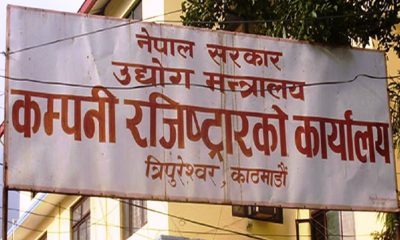 नेपाल सरकार
उद्योग मन्त्रालय
कम्पनी रजिष्ट्रारको कार्यालय
त्रिपुरेश्वर, काठमाडौं